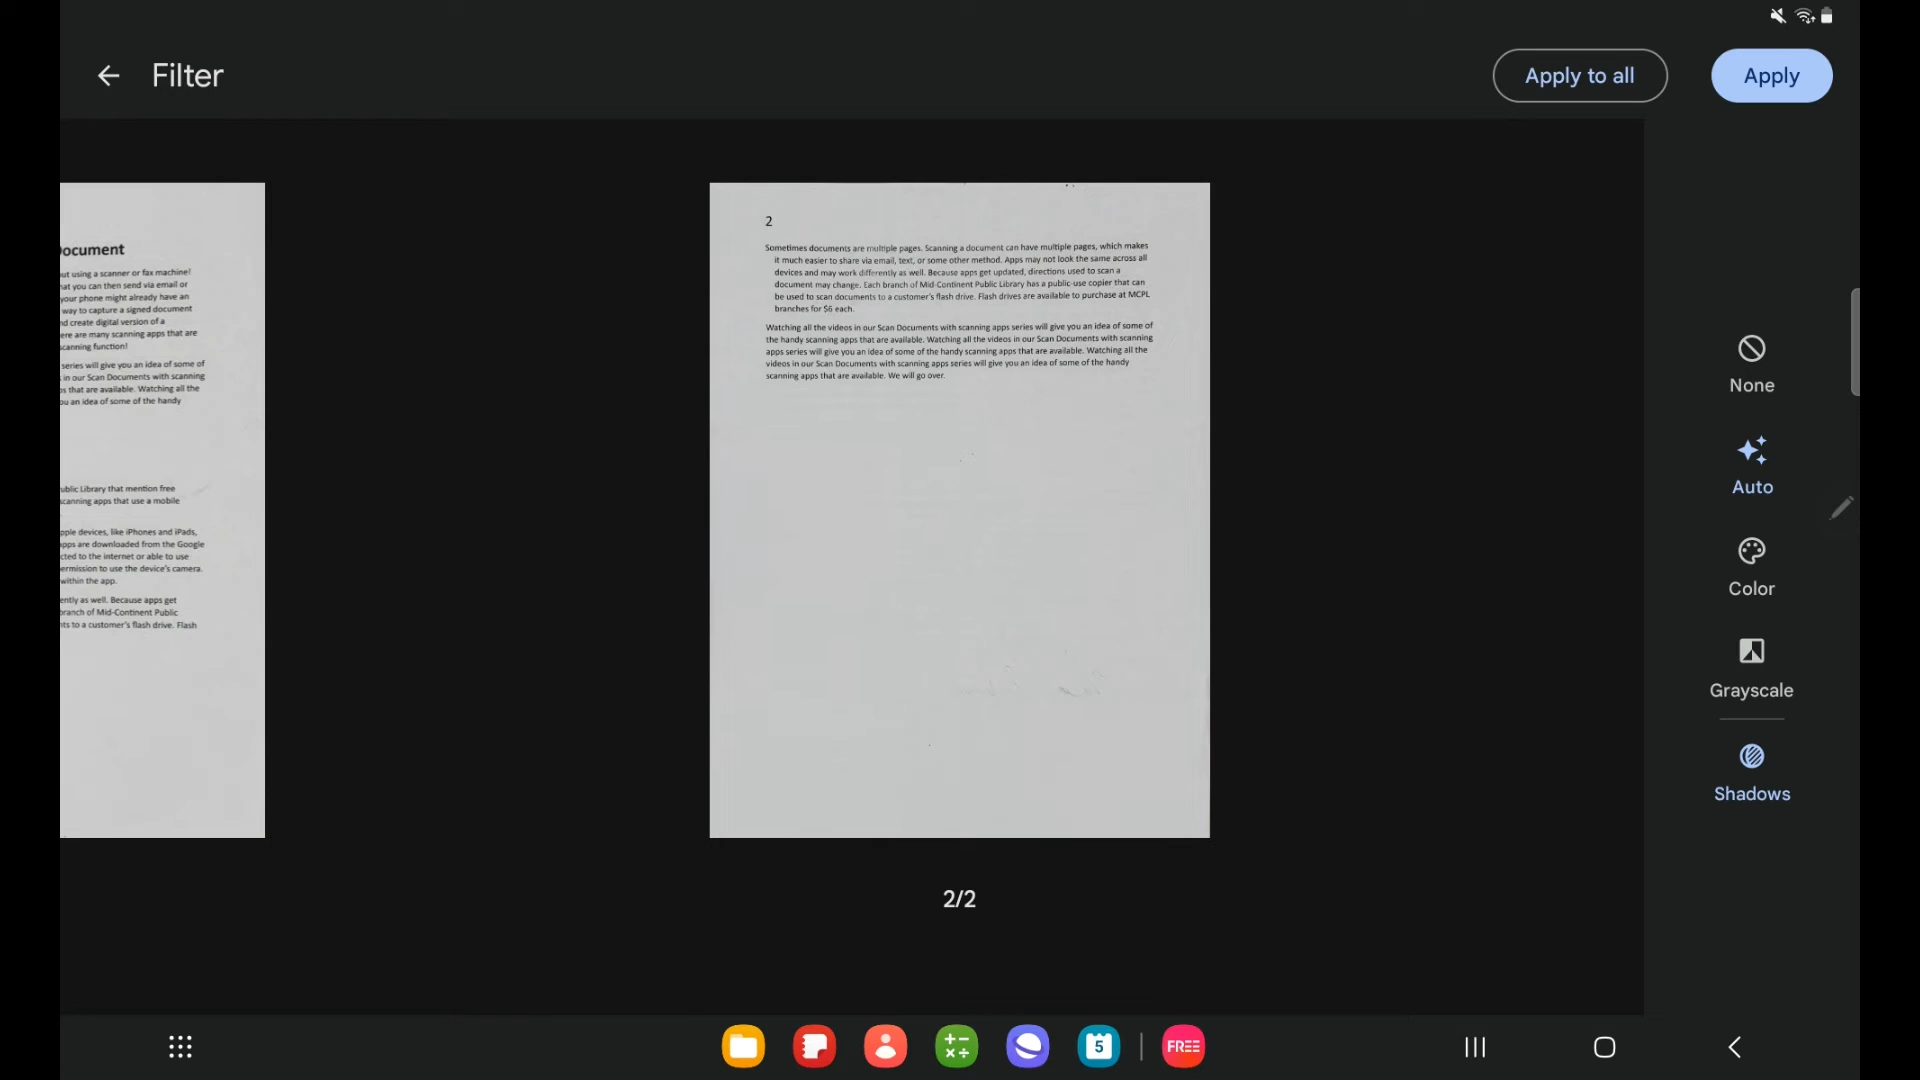 Filter
Apply to all
Apply
ocument
ut using a scanner or fax machine!
hat you can then send via email or
your phone might already have an
way to capture a signed document
nd create digital version of a
ere are many scanning apps that are
scanning function!
series will give you an idea of some of
in our Scan Documents with scanning
ps that are available. Watching all the
ou an idea of some of the handy
ublic Library that mention free
scanning apps that use a mobile
pple devices, like iPhones and iPads,
apps are downloaded from the Google
cted to the internet or able to use
ermission to use the device's camera.
within the app.
ently as well. Because apps get
branch of Mid-Continent Public
nts to a customer's flash drive. Flash
2
Sometimes documents are multiple pages. Scanning a document can have multiple pages, which makes
it much easier to share via email, text, or some other method. Apps may not look the same across all
devices and may work differently as well. Because apps get updated, directions used to scan a
document may change. Each branch of Mid-Continent Public Library has a public-use copier that can
be used to scan documents to a customer's flash drive. Flash drives are available to purchase at MCPL
branches for $6 each.
Watching all the videos in our Scan Documents with scanning apps series will give you an idea of some of
the handy scanning apps that are available. Watching all the videos in our Scan Documents with scanning
apps series will give you an idea of some of the handy scanning apps that are available. Watching all the
videos in our Scan Documents with scanning apps series will give you an idea of some of the handy
scanning apps that are available. We will go over.
2/2
None
Auto
Color
Grayscale
Shadows
5
FREE